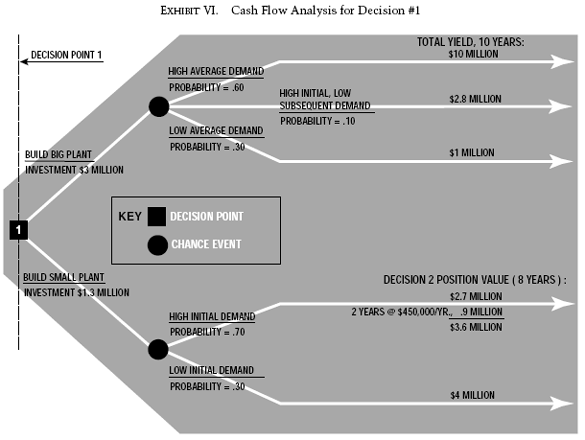 EXHIBIT VI. Cash Flow Analysis for Decision #1
DECISION POINT 1
TOTAL YIELD, 10 YEARS:
$10 MILLION
HIGH AVERAGE DEMAND
PROBABILITY = .60
HIGH INITIAL, LOW
SUBSEQUENT DEMAND
PROBABILITY = .10
$2.8 MILLION
LOW AVERAGE DEMAND
PROBABILITY = .30
$1 MILLION
BUILD BIG PLANT
INVESTMENT $3 MILLION
KEY
DECISION POINT
CHANCE EVENT
1
BUILD SMALL PLANT
INVESTMENT $1.3 MILLION
DECISION 2 POSITION VALUE ( 8 YEARS ) :
$2.7 MILLION
2 YEARS @ $450,000/YR., .9 MILLION
$3.6 MILLION
HIGH INITIAL DEMAND
PROBABILITY = .70
LOW INITIAL DEMAND
PROBABILITY = .30
$4 MILLION